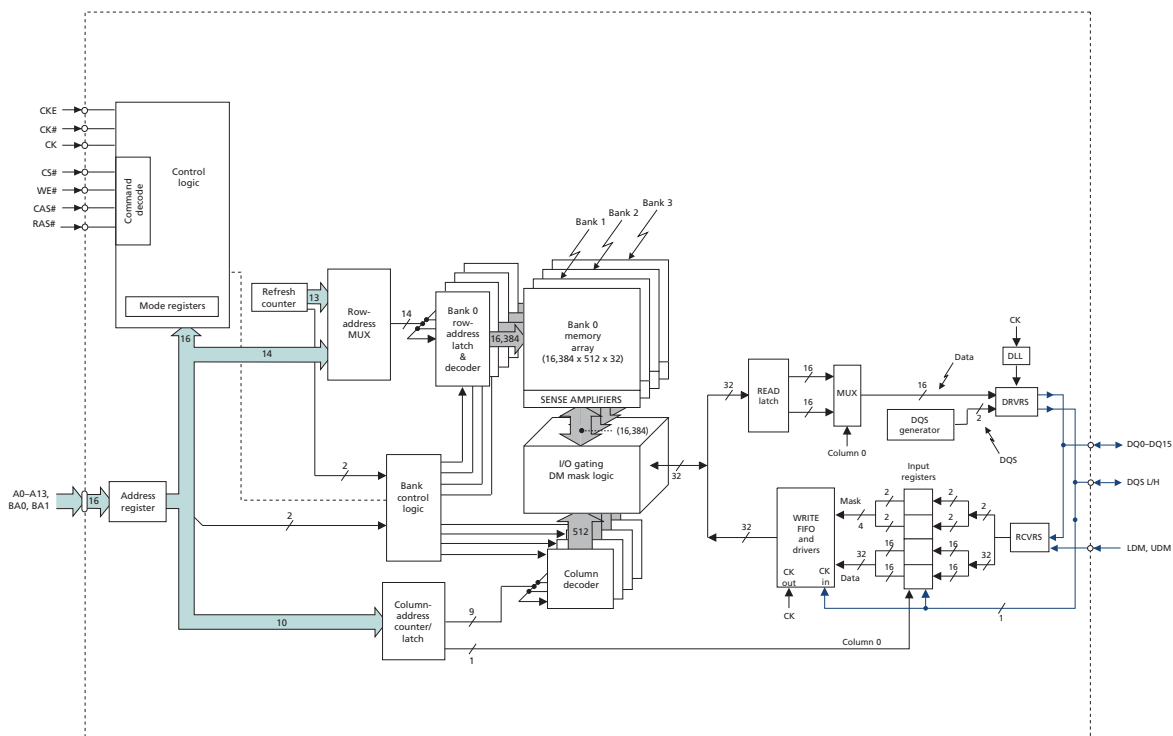 CKE
CK#
CK
CS#
WE#
CAS#
RAS#
Command
decode
Control
logic
Mode registers
Refresh
counter
13
Row-
address
MUX
14
Bank 0
row-
address
latch
&
decoder
16,384
Bank 1
Bank 2
Bank 3
Bank 0
memory
array
(16,384 x 512 x 32)
SENSE AMPLIFIERS
(16,384)
I/O gating
DM mask logic
16
14
A0–A13,
BA0, BA1
16
Address
register
2
2
Bank
control
logic
512
Column
decoder
10
Column-
address
counter/
latch
9
1
Column 0
32
32
READ
latch
16
16
MUX
Column 0
16
Data
DQS
generator
2
DQS
CK
DLL
DRVRS
DQ0–DQ15
DQS L/H
LDM, UDM
32
WRITE
FIFO
and
drivers
CK
out
CK
in
CK
Mask
4
32
Data
Input
registers
2
2
16
16
2
2
16
16
2
32
RCVRS
1